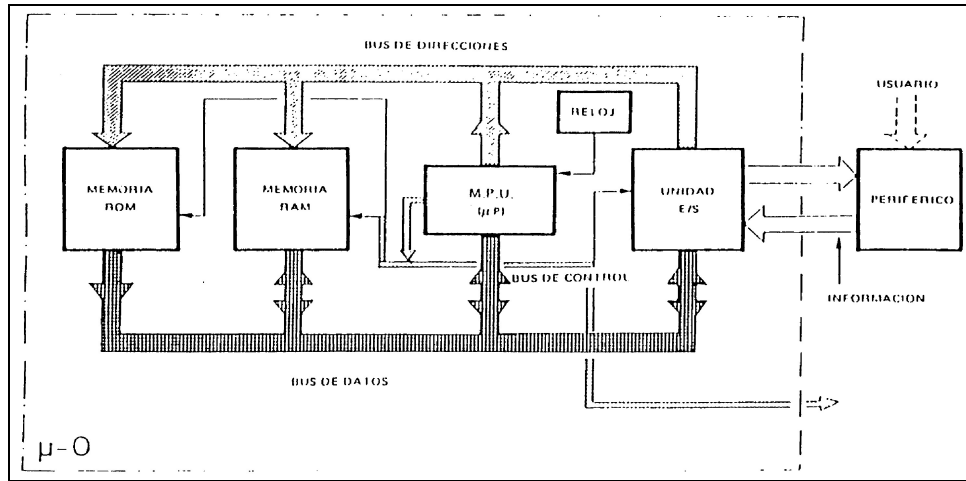 BUS DE DIRECCIONES
USUARIO
RELOJ
MEMORIA
ROM
MEMORIA
RAM
M.P.U.
(µP)
UNIDAD
E/S
PERIFERICO
BUS DE CONTROL
INFORMACION
BUS DE DATOS
µ-O